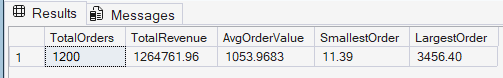 Results Messages
TotalOrders TotalRevenue AvgOrderValue SmallestOrder LargestOrder
1 1200 1264761.96 1053.9683 11.39 3456.40